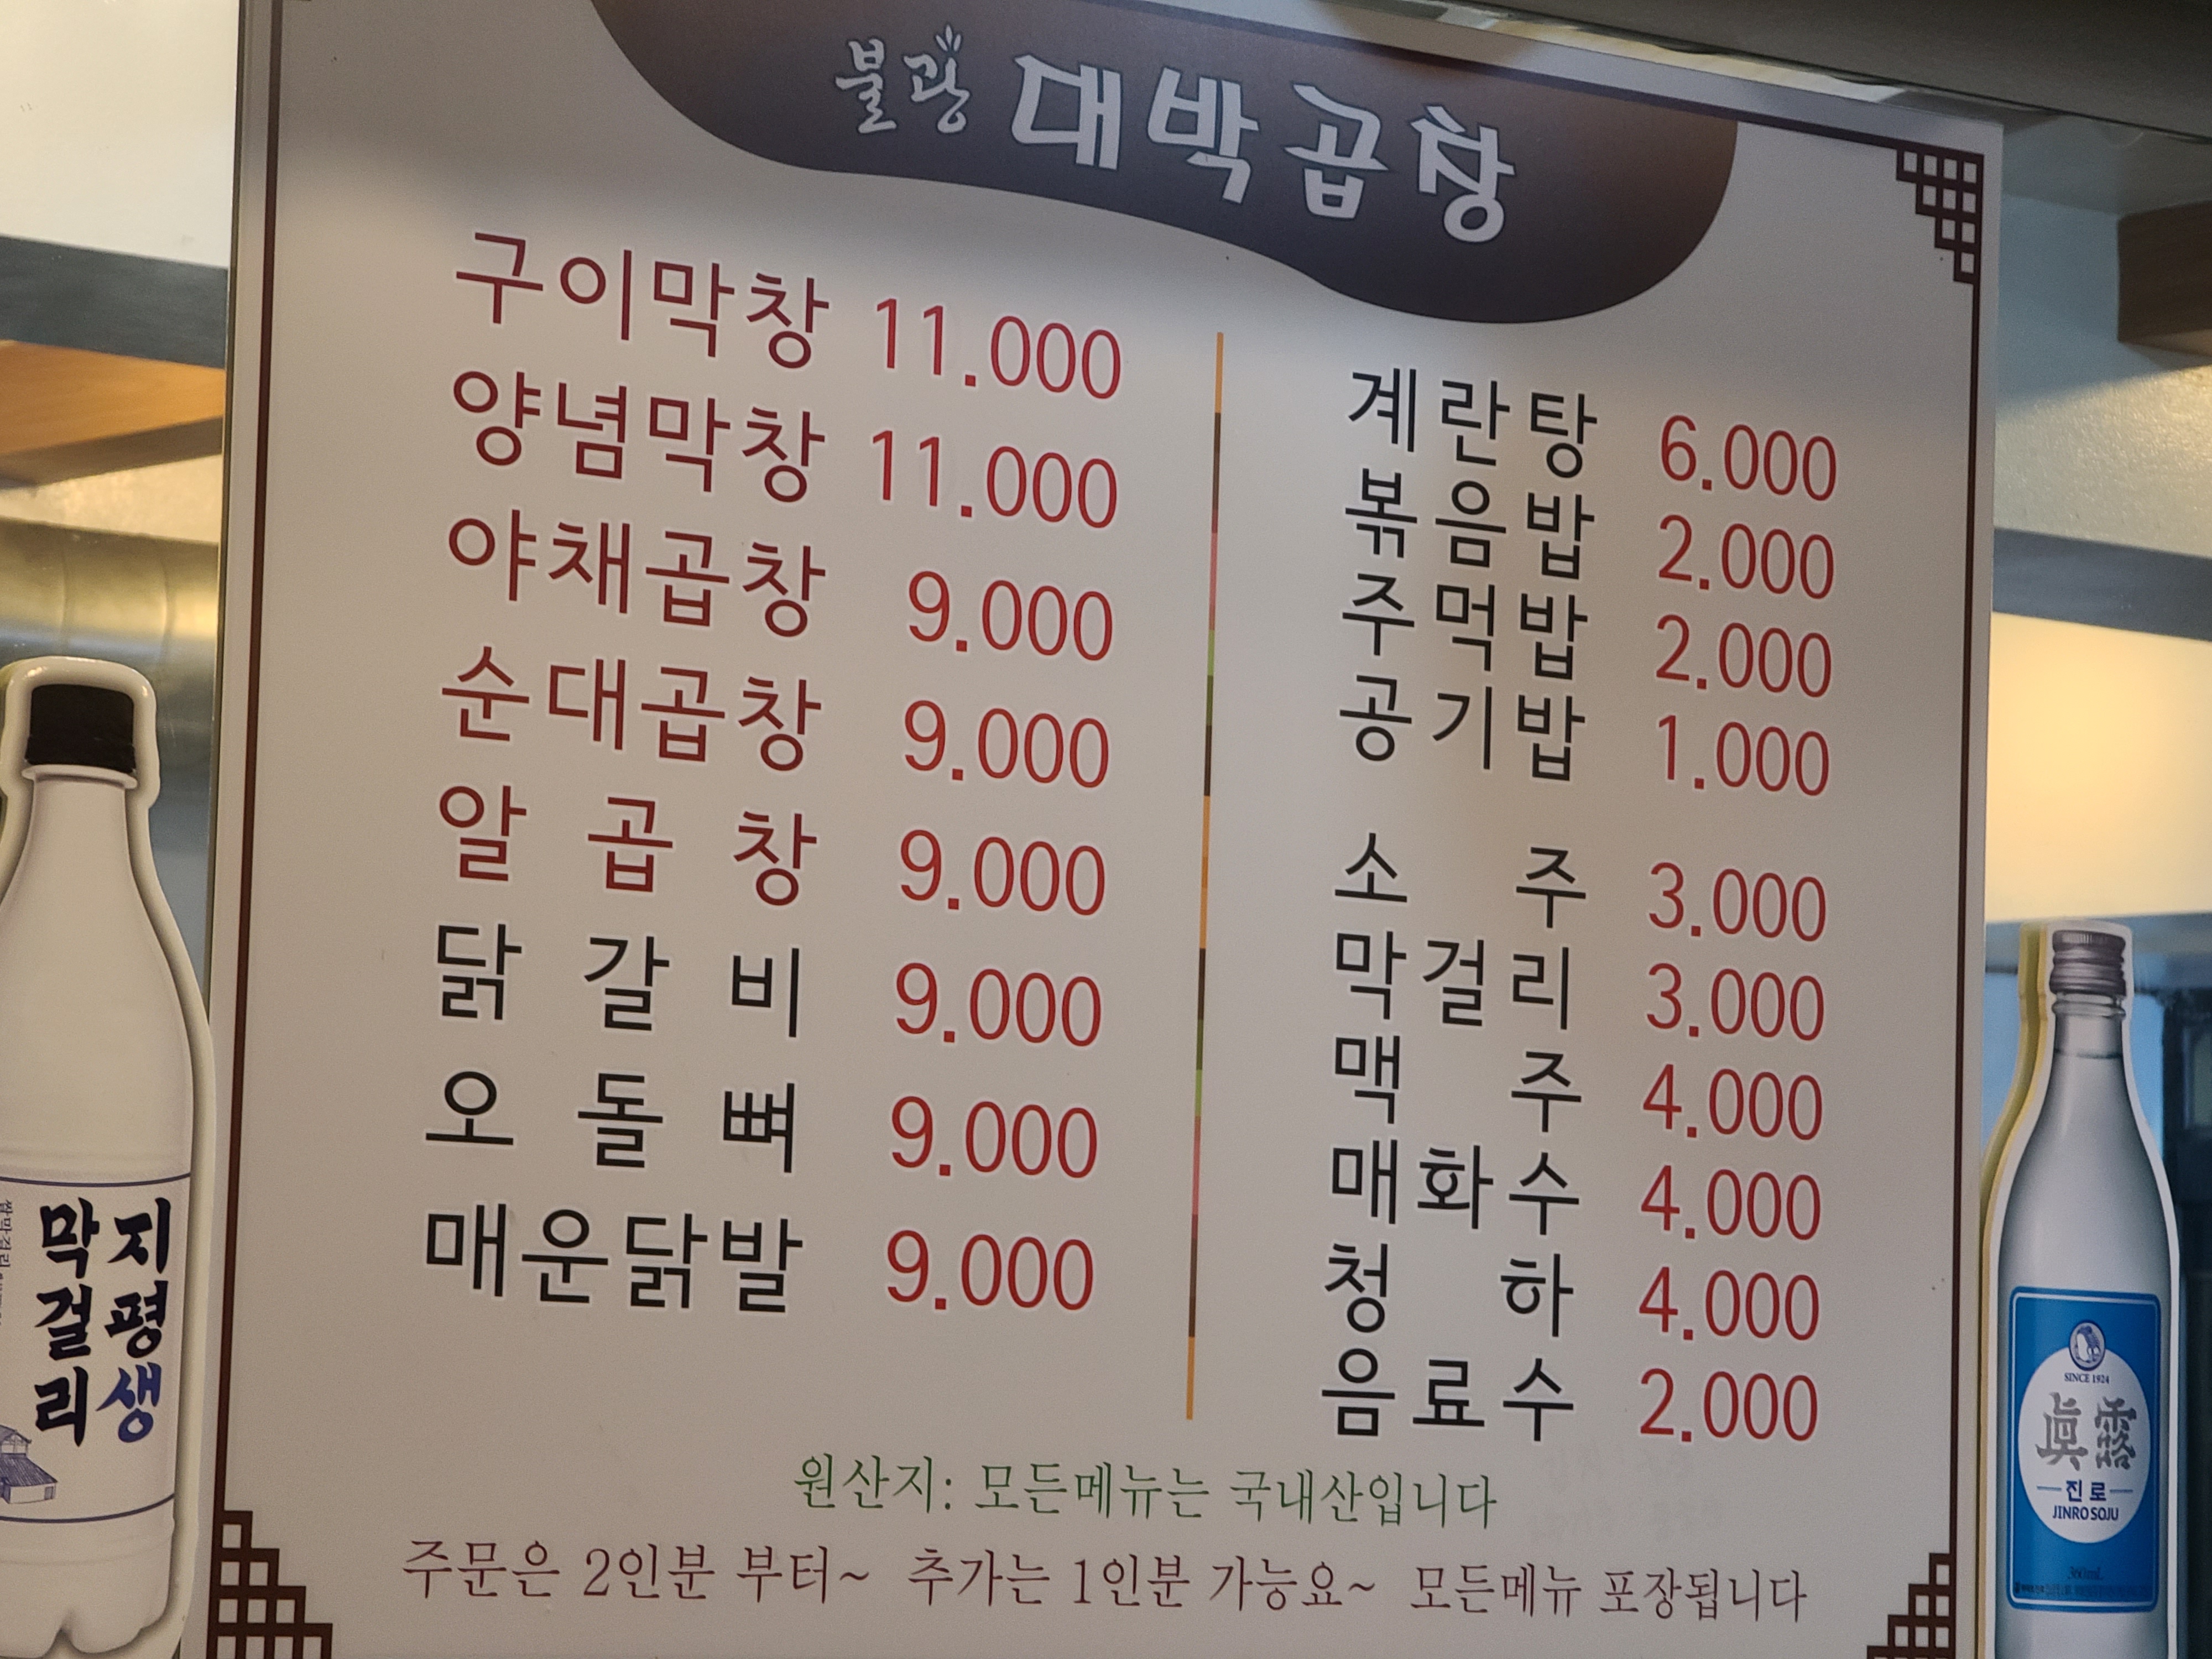 불광 대박곱창
구이막창 11.000
양념막창 11.000
야채곱창 9.000
순대곱창 9.000
알곱창 9.000
닭갈비 9.000
오돌뼈 9.000
매운닭발 9.000
계란탕 6.000
볶음밥 2.000
주먹밥 2.000
공기밥 1.000
소주 3.000
막걸리 3.000
맥주 4.000
매화수 4.000
청하 4.000
음료수 2.000
원산지: 모든메뉴는 국내산입니다
주문은 2인분 부터~ 추가는 1인분 가능요~ 모든메뉴 포장됩니다
지평생
막걸리
SINCE 1924
眞露
진로
JINRO SOJU
360mL